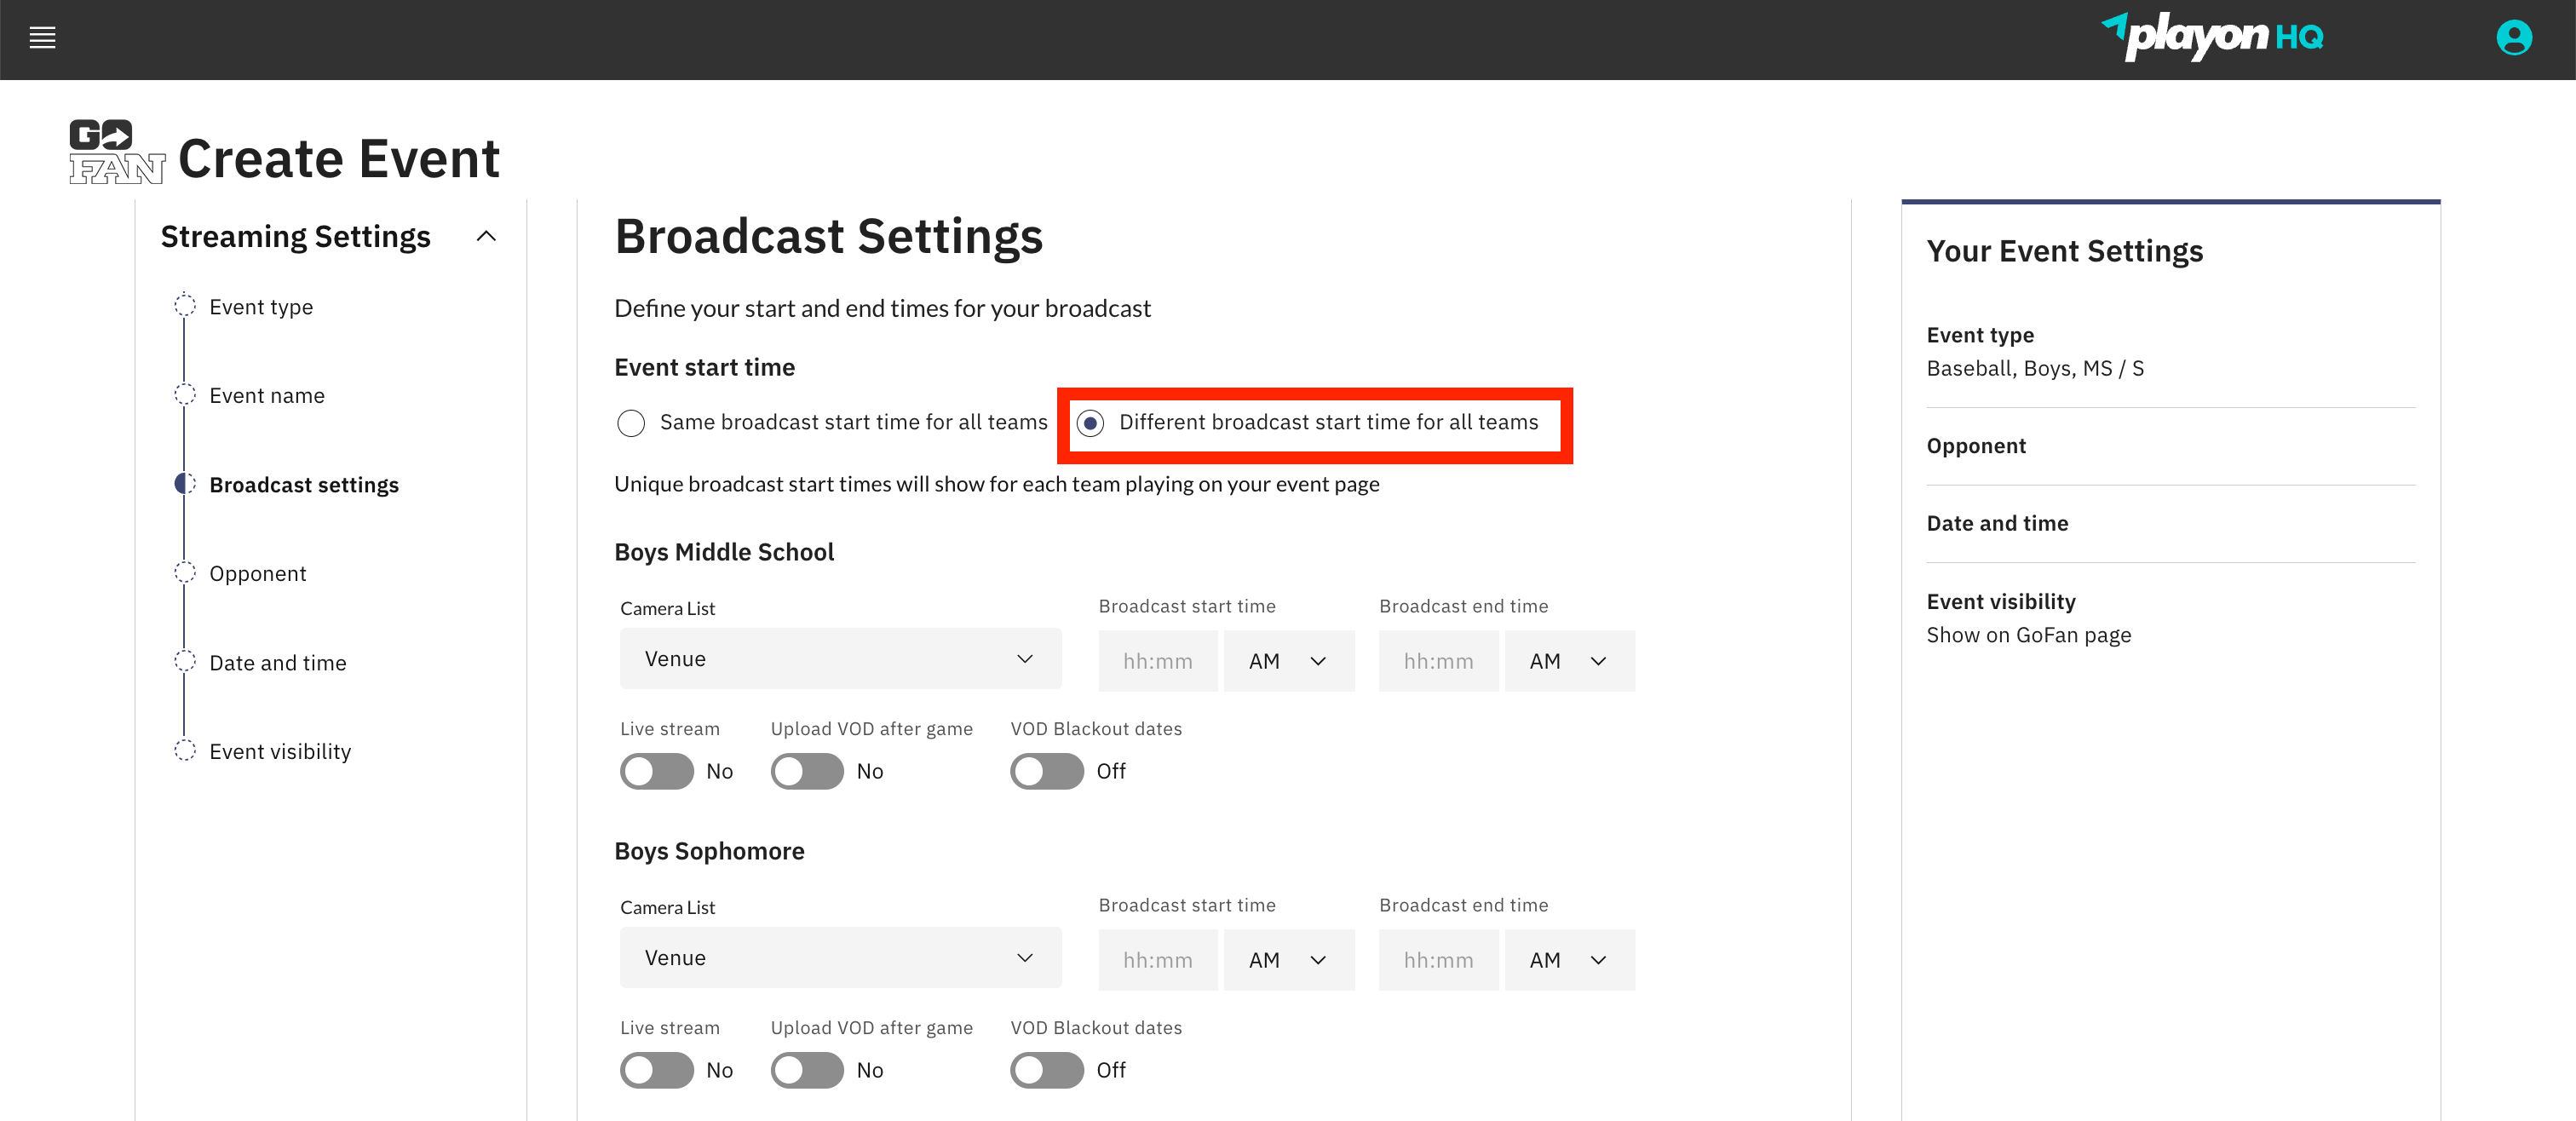 playon HQ
GO
FAN
Create Event
Streaming Settings
Event type
Event name
Broadcast settings
Opponent
Date and time
Event visibility
Broadcast Settings
Define your start and end times for your broadcast
Event start time
Same broadcast start time for all teams
Different broadcast start time for all teams
Unique broadcast start times will show for each team playing on your event page
Boys Middle School
Camera List
Broadcast start time
Broadcast end time
Venue
hh:mm
AM
hh:mm
AM
Live stream
Upload VOD after game
VOD Blackout dates
No
No
Off
Boys Sophomore
Camera List
Broadcast start time
Broadcast end time
Venue
hh:mm
AM
hh:mm
AM
Live stream
Upload VOD after game
VOD Blackout dates
No
No
Off
Your Event Settings
Event type
Baseball, Boys, MS / S
Opponent
Date and time
Event visibility
Show on GoFan page